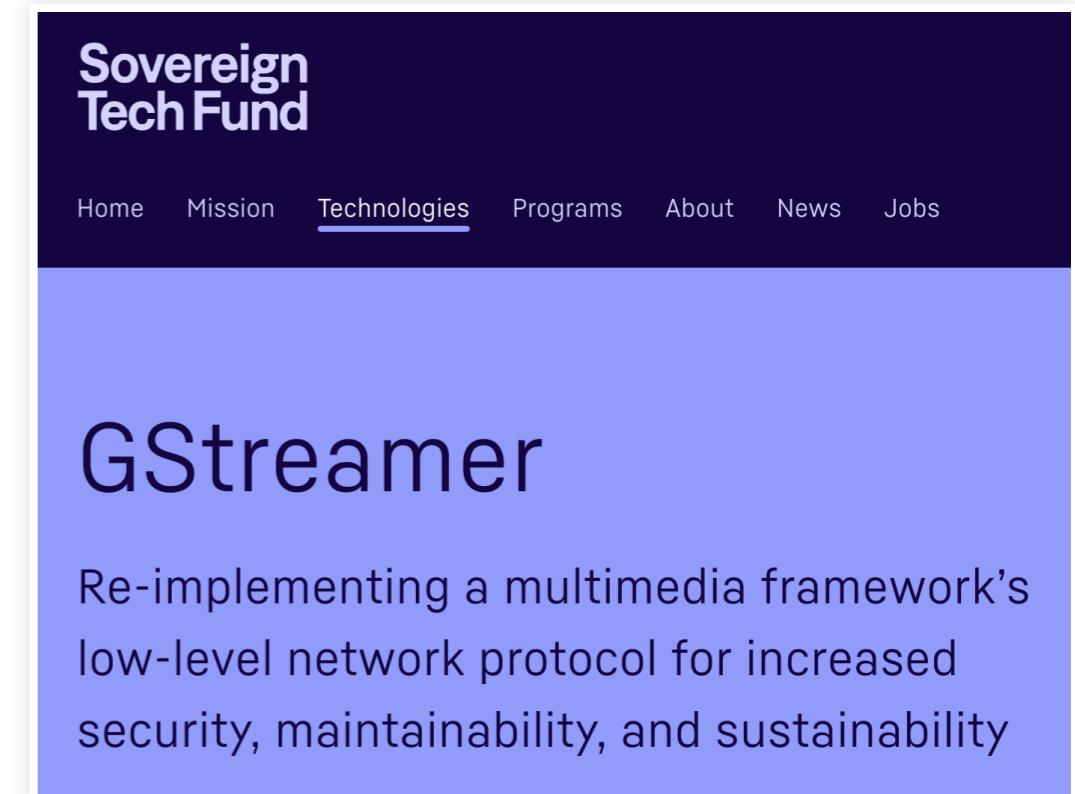 Sovereign
Tech Fund
Home Mission Technologies Programs About News Jobs
GStreamer
Re-implementing a multimedia framework’s
low-level network protocol for increased
security, maintainability, and sustainability